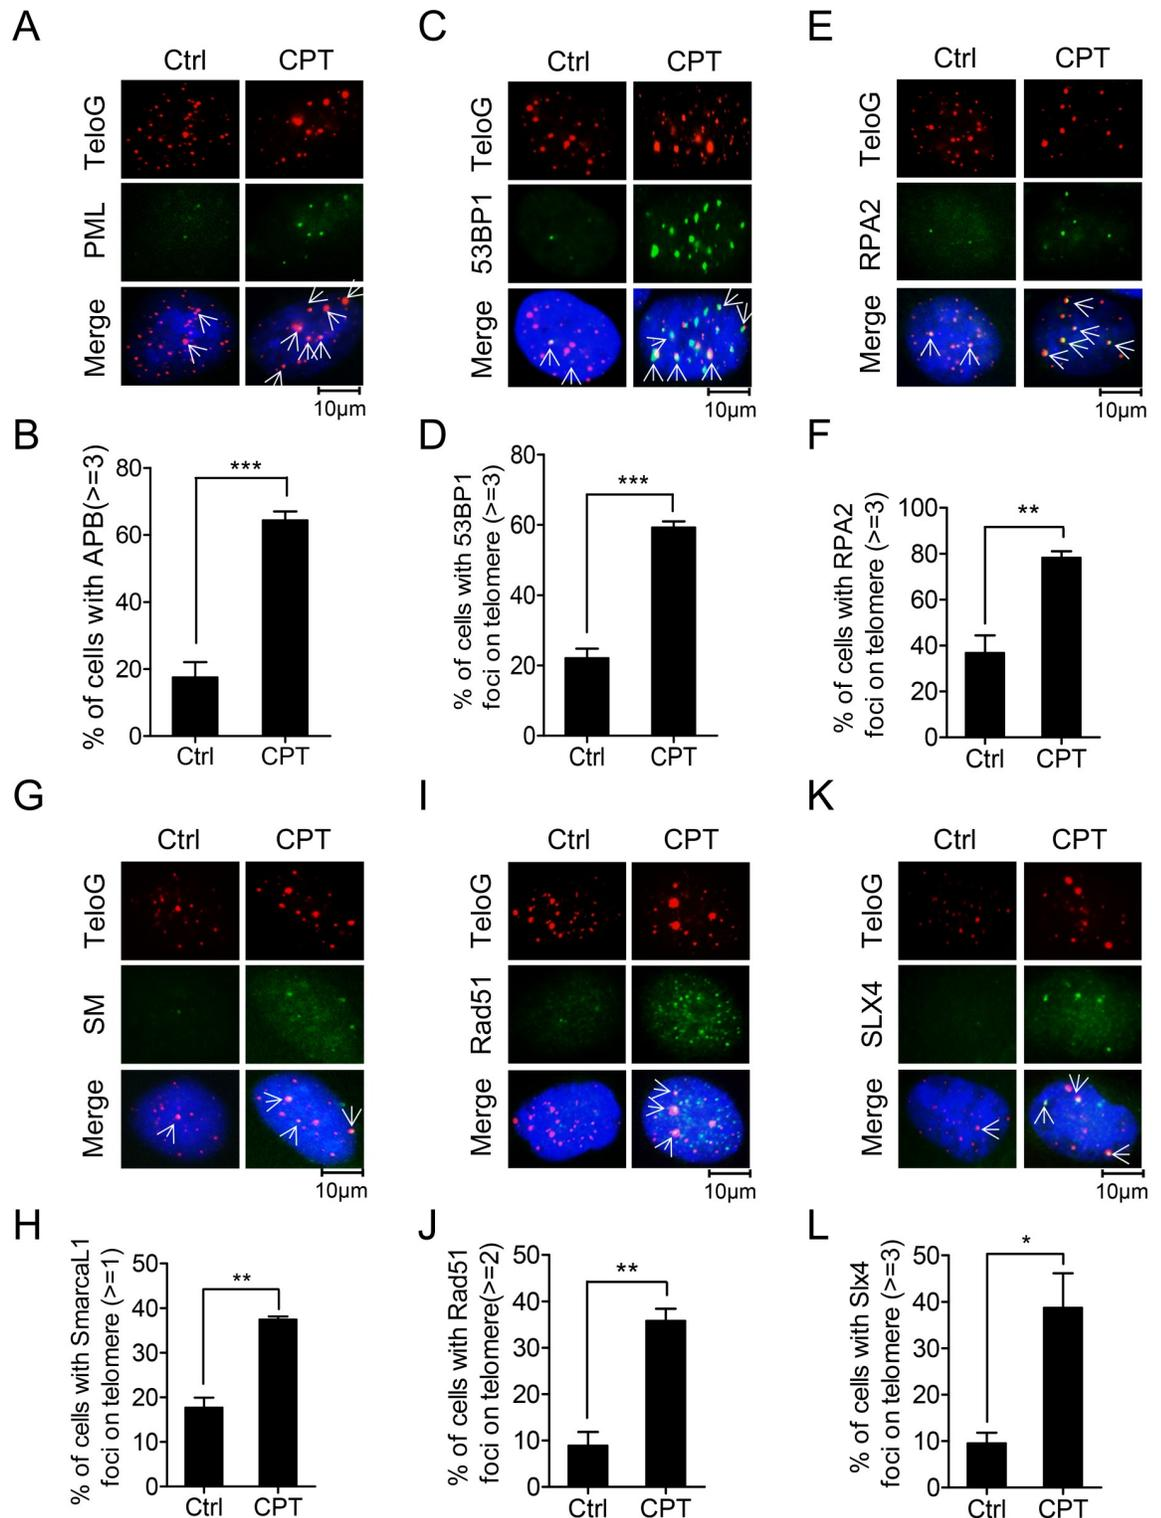 A
Ctrl CPT
TeloG
PML
Merge
10µm
C
Ctrl CPT
TeloG
53BP1
Merge
10µm
E
Ctrl CPT
TeloG
RPA2
Merge
10µm
B
% of cells with APB(>=3)
80
60
40
20
0
***
Ctrl CPT
D
% of cells with 53BP1
foci on telomere (>=3)
80
60
40
20
0
***
Ctrl CPT
F
% of cells with RPA2
foci on telomere (>=3)
100
80
60
40
20
0
**
Ctrl CPT
G
Ctrl CPT
TeloG
SM
Merge
10µm
I
Ctrl CPT
TeloG
Rad51
Merge
10µm
K
Ctrl CPT
TeloG
SLX4
Merge
10µm
H
% of cells with SmarcaL1
foci on telomere (>=1)
50
40
30
20
10
0
**
Ctrl CPT
J
% of cells with Rad51
foci on telomere(>=2)
50
40
30
20
10
0
**
Ctrl CPT
L
% of cells with Slx4
foci on telomere (>=3)
50
40
30
20
10
0
*
Ctrl CPT